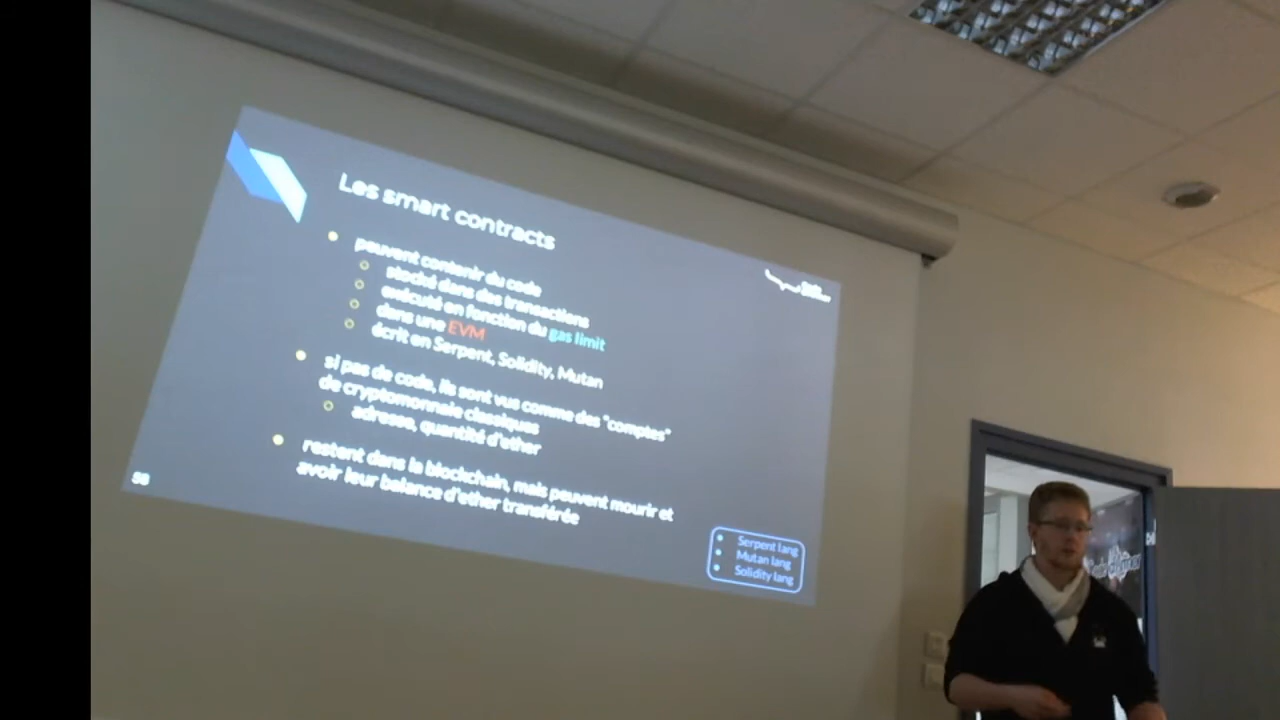 Les smart contracts
peuvent contenir du code
stocké dans des transactions
exécuté en fonction du gas limit
dans une EVM
écrit en Serpent, Solidity, Mutan
si pas de code, ils sont vus comme des "comptes"
de cryptomonnaie classiques
adresse, quantité d'ether
restent dans la blockchain, mais peuvent mourir et
avoir leur balance d'ether transférée
Serpent lang
Mutan lang
Solidity lang